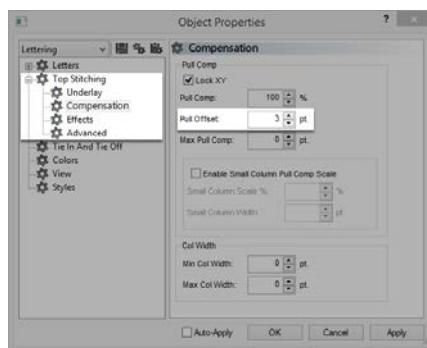 Object Properties
?
Lettering
Compensation
Letters
Top Stitching
Underlay
Compensation
Effects
Advanced
Tie In And Tie Off
Colors
View
Styles
Pull Comp
Lock XY
Pull Comp: 100 %
Pull Offset: 3 pt.
Max Pull Comp: 0 pt.
Enable Small Column Pull Comp Scale
Small Column Scale % %
Small Column Width pt
Col Width
Min Col Width: 0 pt.
Max Col Width: 0 pt.
Auto-Apply OK Cancel Apply